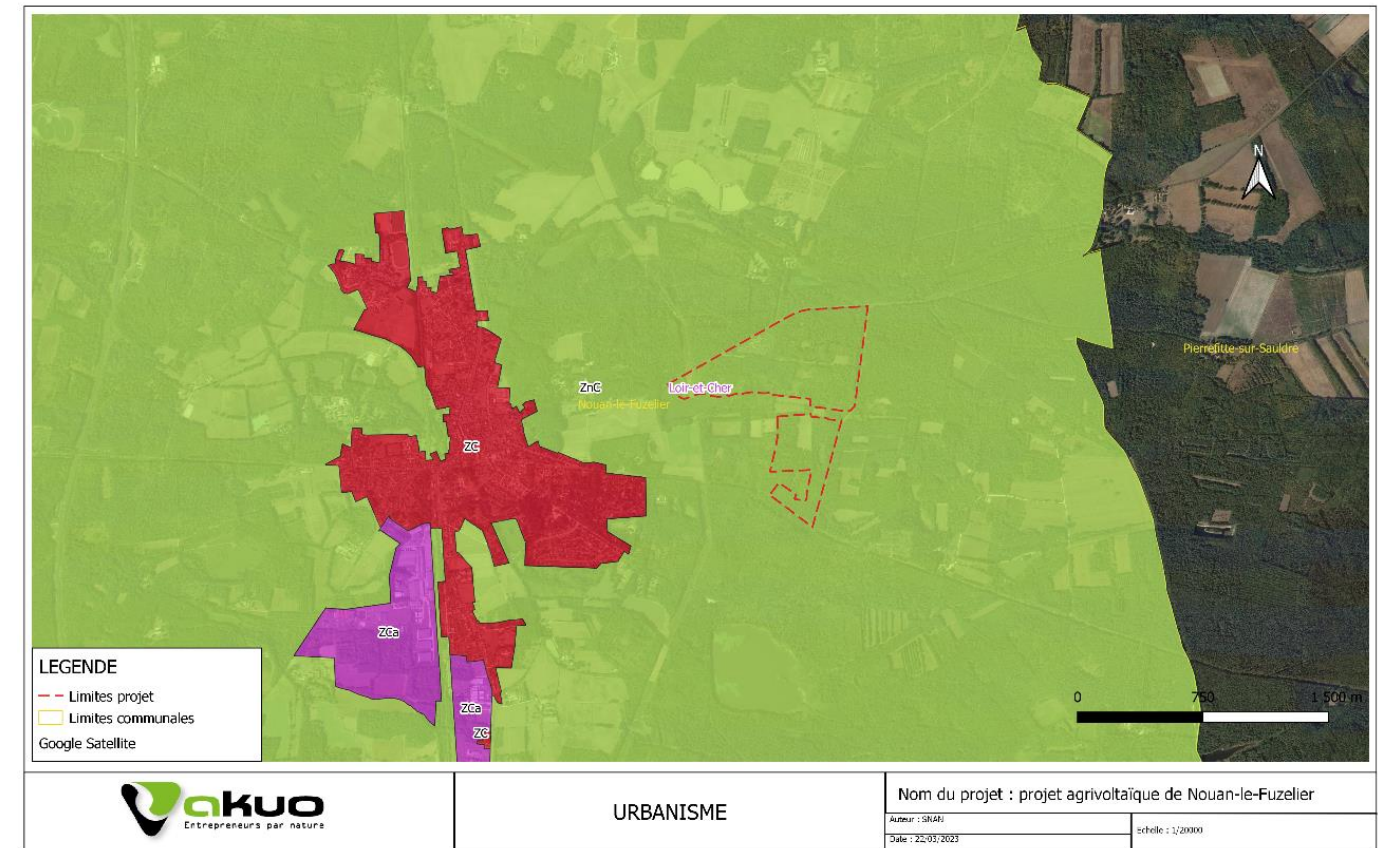 N
Pierrefitte-sur-Sauldre
ZnC
Loir-et-Cher
Nouan-le-Fuzelier
ZC
ZCa
ZCa
ZC
LEGENDE
Limites projet
Limites communales
Google Satellite
0 750 1 500 m
akuo
Entrepreneurs par nature
URBANISME
Nom du projet : projet agrivoltaïque de Nouan-le-Fuzelier
Auteur : SNAN
Date : 22/03/2023
Echelle : 1/20000